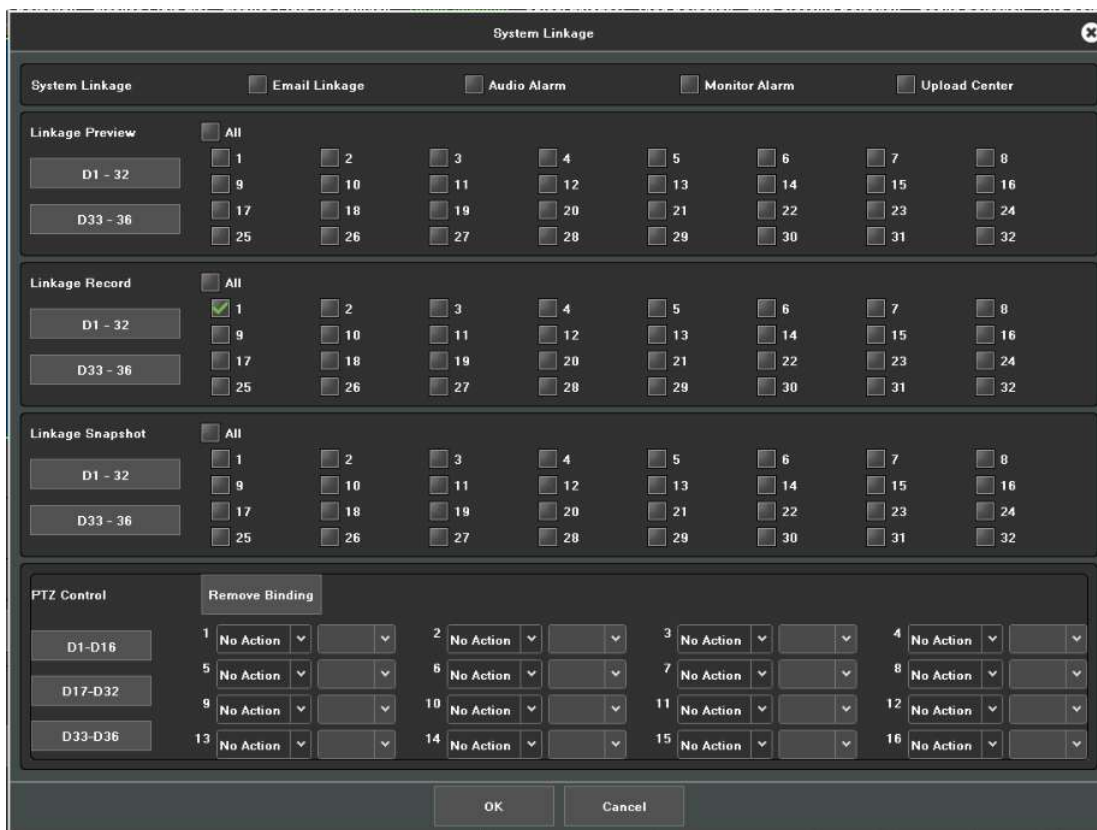 System Linkage
System Linkage Email Linkage Audio Alarm Monitor Alarm Upload Center
Linkage Preview All
1 2 3 4 5 6 7 8
D1 - 32
9 10 11 12 13 14 15 16
17 18 19 20 21 22 23 24
D33 - 36
25 26 27 28 29 30 31 32
Linkage Record All
1 2 3 4 5 6 7 8
D1 - 32
9 10 11 12 13 14 15 16
17 18 19 20 21 22 23 24
D33 - 36
25 26 27 28 29 30 31 32
Linkage Snapshot All
1 2 3 4 5 6 7 8
D1 - 32
9 10 11 12 13 14 15 16
17 18 19 20 21 22 23 24
D33 - 36
25 26 27 28 29 30 31 32
PTZ Control Remove Binding
D1-D16
1 No Action 2 No Action 3 No Action 4 No Action
5 No Action 6 No Action 7 No Action 8 No Action
D17-D32
9 No Action 10 No Action 11 No Action 12 No Action
D33-D36
13 No Action 14 No Action 15 No Action 16 No Action
OK Cancel